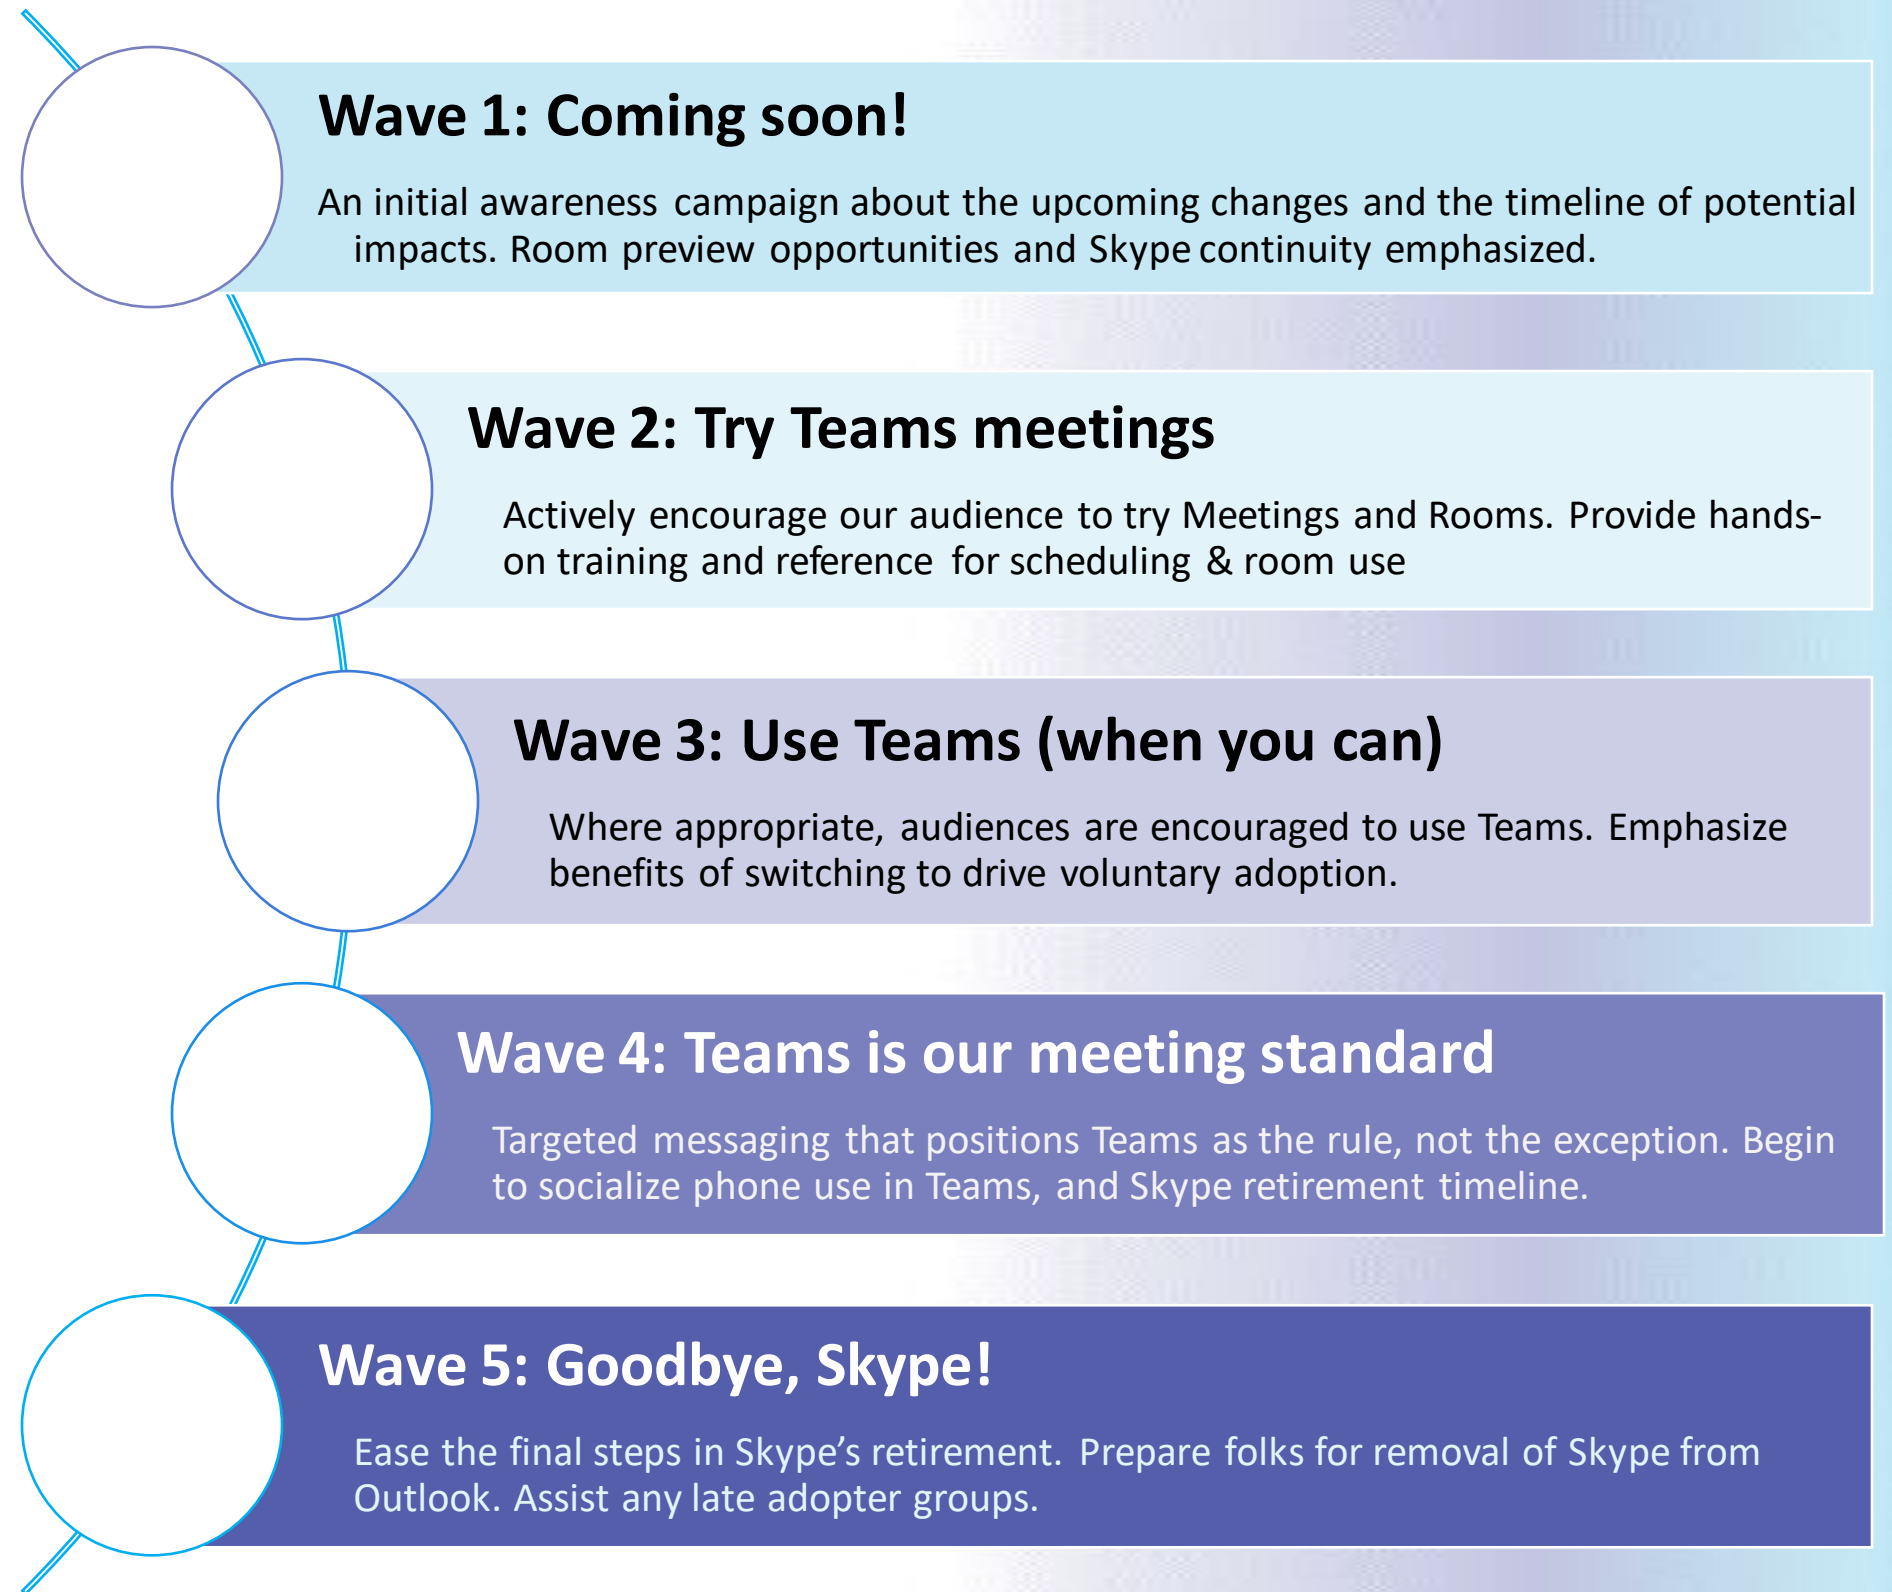 Wave 1: Coming soon!
An initial awareness campaign about the upcoming changes and the timeline of potential
impacts. Room preview opportunities and Skype continuity emphasized.
Wave 2: Try Teams meetings
Actively encourage our audience to try Meetings and Rooms. Provide hands-
on training and reference for scheduling & room use
Wave 3: Use Teams (when you can)
Where appropriate, audiences are encouraged to use Teams. Emphasize
benefits of switching to drive voluntary adoption.
Wave 4: Teams is our meeting standard
Targeted messaging that positions Teams as the rule, not the exception. Begin
to socialize phone use in Teams, and Skype retirement timeline.
Wave 5: Goodbye, Skype!
Ease the final steps in Skype’s retirement. Prepare folks for removal of Skype from
Outlook. Assist any late adopter groups.